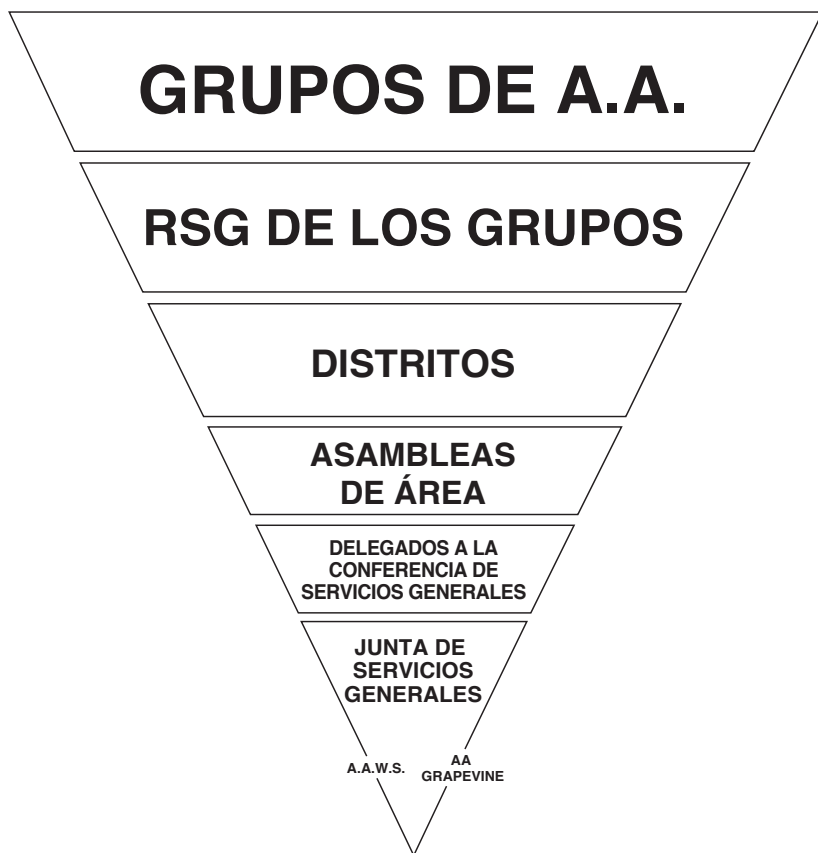 GRUPOS DE A.A.
RSG DE LOS GRUPOS
DISTRITOS
ASAMBLEAS
DE ÁREA
DELEGADOS A LA
CONFERENCIA DE
SERVICIOS GENERALES
JUNTA DE
SERVICIOS
GENERALES
A.A.W.S.
AA
GRAPEVINE